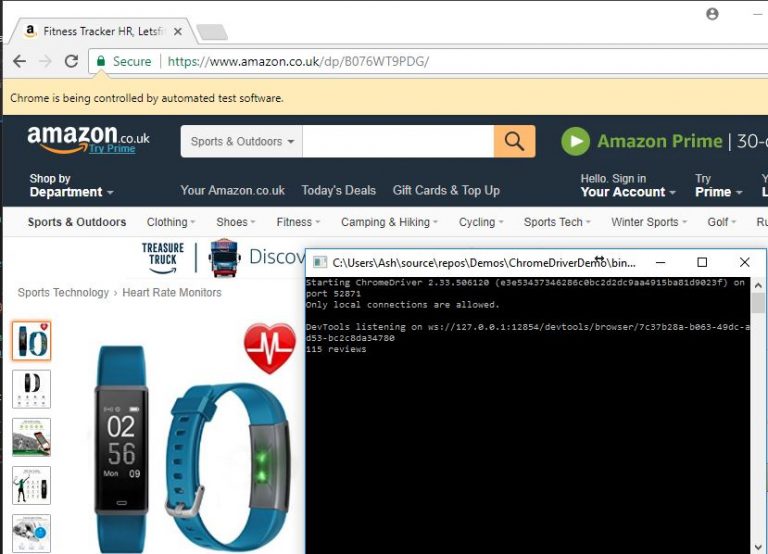 Fitness Tracker HR, Letsfi
Secure | https://www.amazon.co.uk/dp/B076WT9PDG/
Chrome is being controlled by automated test software.
amazon.co.uk
Try Prime
Sports & Outdoors
Amazon Prime | 30-
Shop by
Department
Your Amazon.co.uk Today's Deals Gift Cards & Top Up
Hello. Sign in
Your Account
Try
Prime
Sports & Outdoors Clothing Shoes Fitness Camping & Hiking Cycling Sports Tech Winter Sports Golf Ru
TREASURE
TRUCK
Discov
C:\Users\Ash\source\repos\Demos\ChromeDriverDemo\bin...
Sports Technology › Heart Rate Monitors
Starting ChromeDriver 2.33.506120 (e3e53437346286c0bc2d2dc9aa4915ba81d9023f) on
port 52871
Only local connections are allowed.
DevTools listening on ws://127.0.0.1:12854/devtools/browser/7c37b28a-b063-49dc-a
d53-bc2c8da34780
115 reviews
02
56
Mon 09